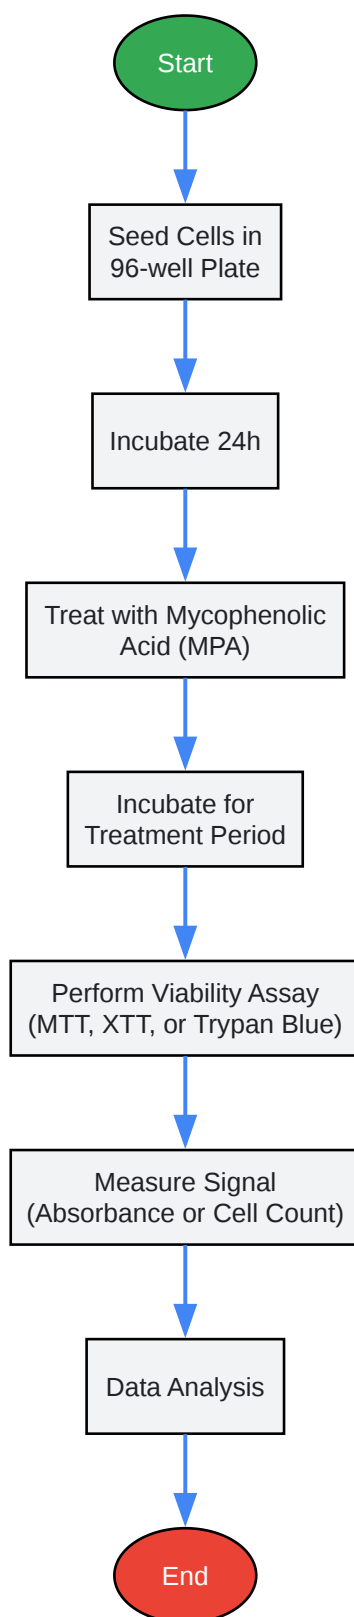 Start
Seed Cells in
96-well Plate
Incubate 24h
Treat with Mycophenolic
Acid (MPA)
Incubate for
Treatment Period
Perform Viability Assay
(MTT, XTT, or Trypan Blue)
Measure Signal
(Absorbance or Cell Count)
Data Analysis
End